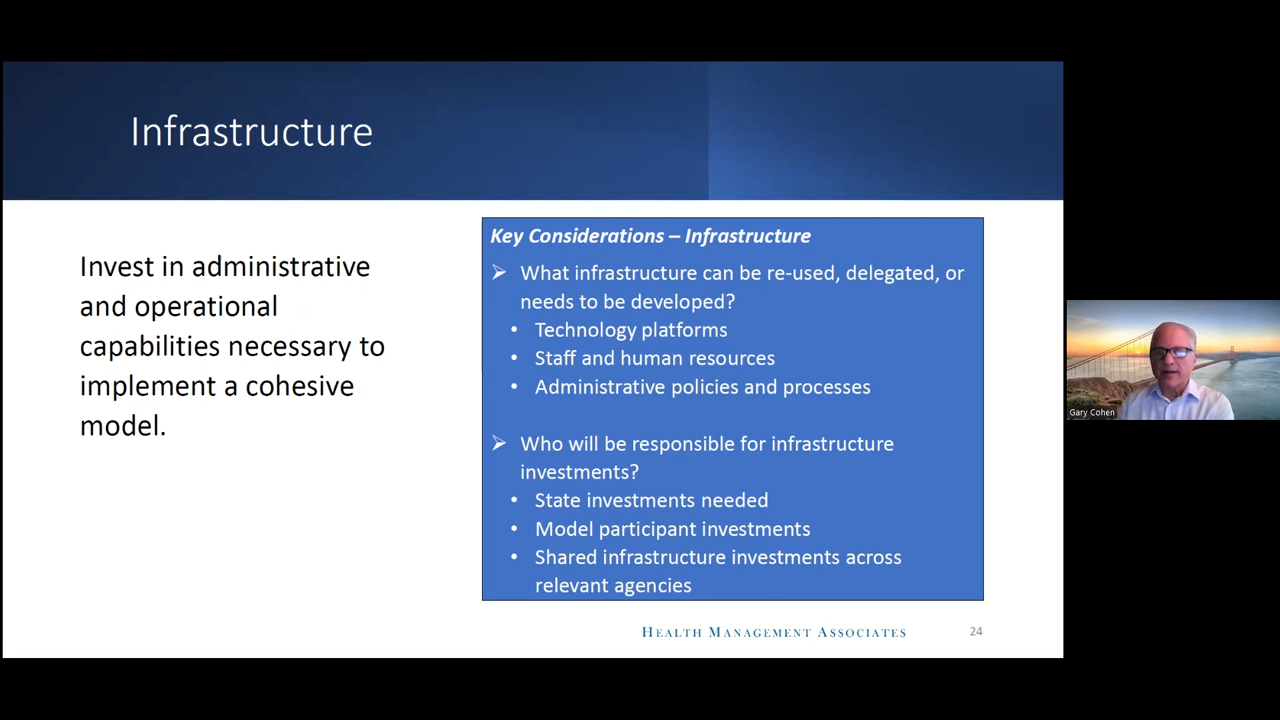 Infrastructure
Invest in administrative
and operational
capabilities necessary to
implement a cohesive
model.
Key Considerations – Infrastructure
➢ What infrastructure can be re-used, delegated, or
needs to be developed?
• Technology platforms
• Staff and human resources
• Administrative policies and processes
➢ Who will be responsible for infrastructure
investments?
• State investments needed
• Model participant investments
• Shared infrastructure investments across
relevant agencies
HEALTH MANAGEMENT ASSOCIATES
24
Gary Cohen